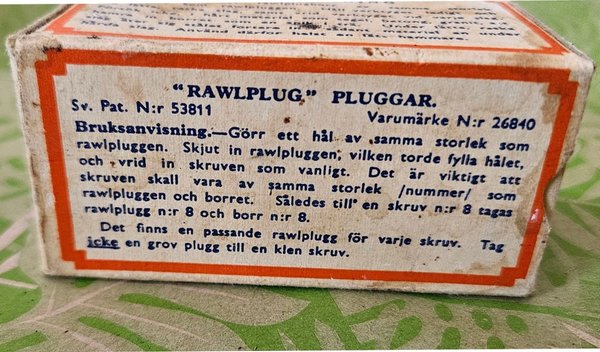 "RAWLPLUG" PLUGGAR.
Sv. Pat. N:r 53811
Varumärke N:r 26840
Bruksanvisning.—Görr ett hål av samma storlek som
rawlpluggen. Skjut in rawlpluggen, vilken torde fylla hålet,
och vrid in skruven som vanligt. Det är viktigt att
skruven skall vara av samma storlek /nummer/ som
rawlpluggen och borret. Således till en skruv n:r 8 tagas
rawlplugg n:r 8 och borr n:r 8.
Det finns en passande rawlplugg för varje skruv. Tag
icke en grov plugg till en klen skruv.